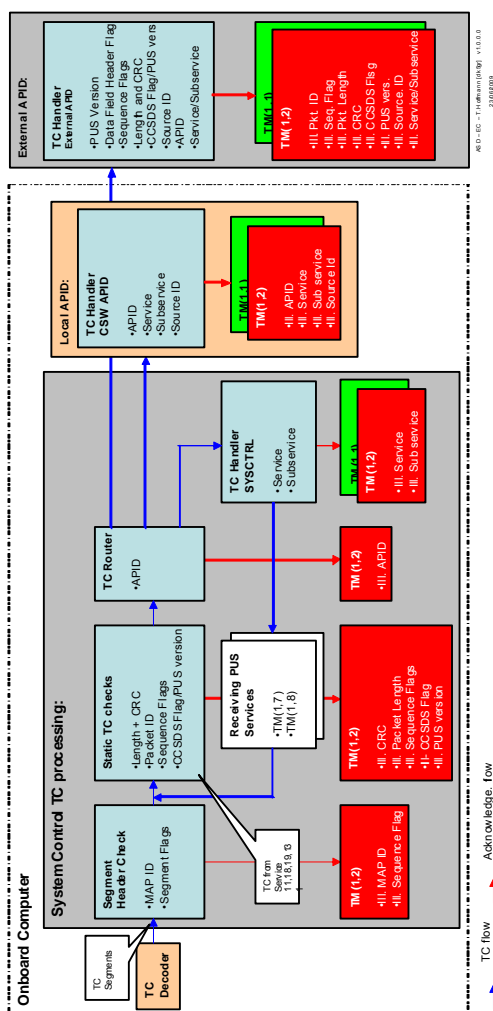 Onboard Computer
System Control TC processing:
TC
Segments
TC
Decoder
Segment
Header Check
•MAP ID
•Segment Flags
TC from
Service
11,18,19,13
TM(1,2)
•Ill. MAP ID
•Ill. Sequence Flag
Static TC checks
•Length + CRC
•Packet ID
•Sequence Flags
•CCSDS Flag/PUS version
Receiving PUS
Services
•TM(1,7)
•TM(1,8)
TM(1,2)
•Ill. CRC
•Ill. Packet Length
•Ill. Sequence Flags
•Ill- CCSDS Flag
•Ill. PUS version
TC Router
•APID
TM (1,2)
•Ill. APID
TC Handler
SYSCTRL
•Service
•Subservice
TM(1,1)
TM(1,2)
•Ill. Service
•Ill. Sub service
Local APID:
TC Handler
CSW APID
•APID
•Service
•Subservice
•Source ID
TM(1,1)
TM(1,2)
•Ill. APID
•Ill. Service
•Ill. Sub service
•Ill. Source Id
External APID:
TC Handler
External APID
•PUS Version
•Data Field Header Flag
•Sequence Flags
•Length and CRC
•CCSDS Flag/PUS vers
•Source ID
•APID
•Service/Subservice
TM(1,1)
TM(1,2)
•Ill. Pkt. ID
•Ill. Seq. Flag
•Ill. Pkt. Length
•Ill. CRC
•Ill. CCSDS Flsg
•Ill. PUS vers.
•Ill. Source. ID
•Ill. Service/Subservice
TC flow
Acknowledge. flow
v1.0.0.0